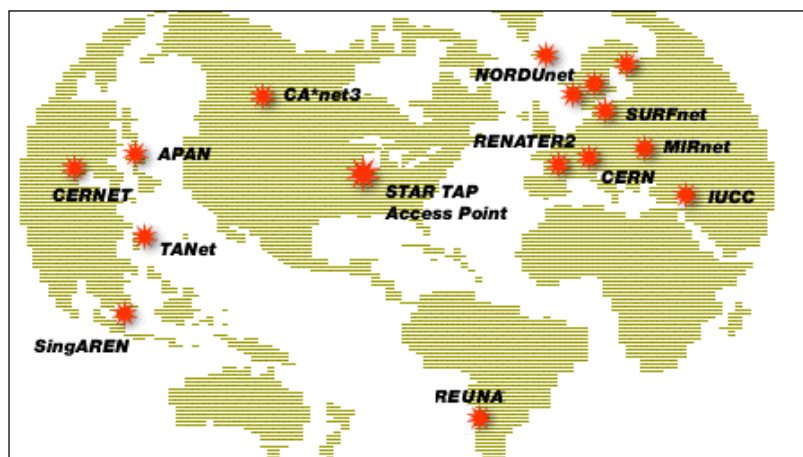 NORDUnet
CA*net3
SURFnet
RENATER2
MIRnet
APAN
CERN
CERNET
STAR TAP
Access Point
IUCC
TANet
SingAREN
REUNA